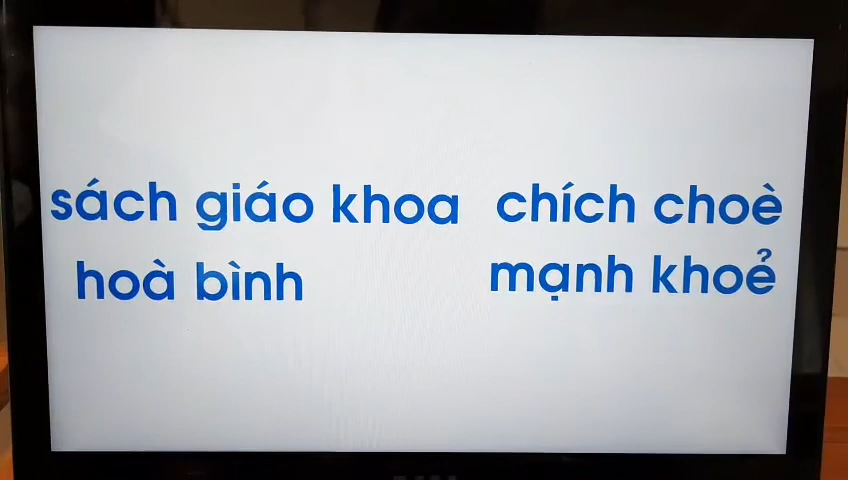 sách giáo khoa
hoà bình
chích choè
mạnh khoẻ